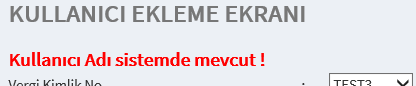 KULLANICI EKLEME EKRANI
Kullanıcı Adı sistemde mevcut !
Vergi Kimlik No : TEST3